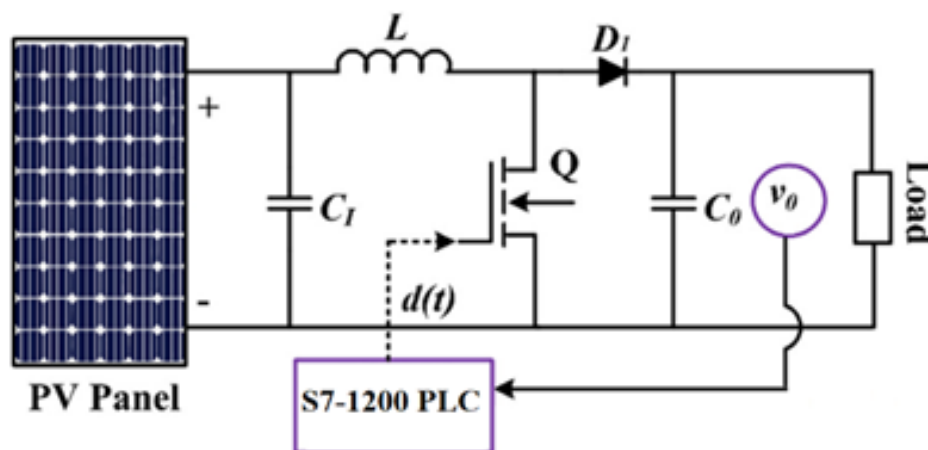 L
D1
+
Q
CI
C0
v0
Load
-
d(t)
S7-1200 PLC
PV Panel